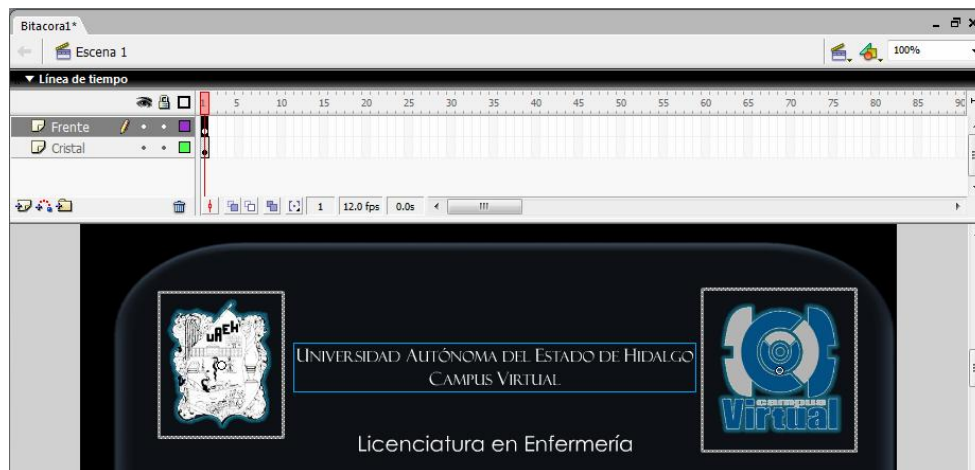 Bitacora1*
Escena 1
100%
Línea de tiempo
1 5 10 15 20 25 30 35 40 45 50 55 60 65 70 75 80 85 90
Frente
Cristal
1 12.0 fps 0.0s
UAEH
UNIVERSIDAD AUTÓNOMA DEL ESTADO DE HIDALGO
CAMPUS VIRTUAL
campus
Virtual
Licenciatura en Enfermería